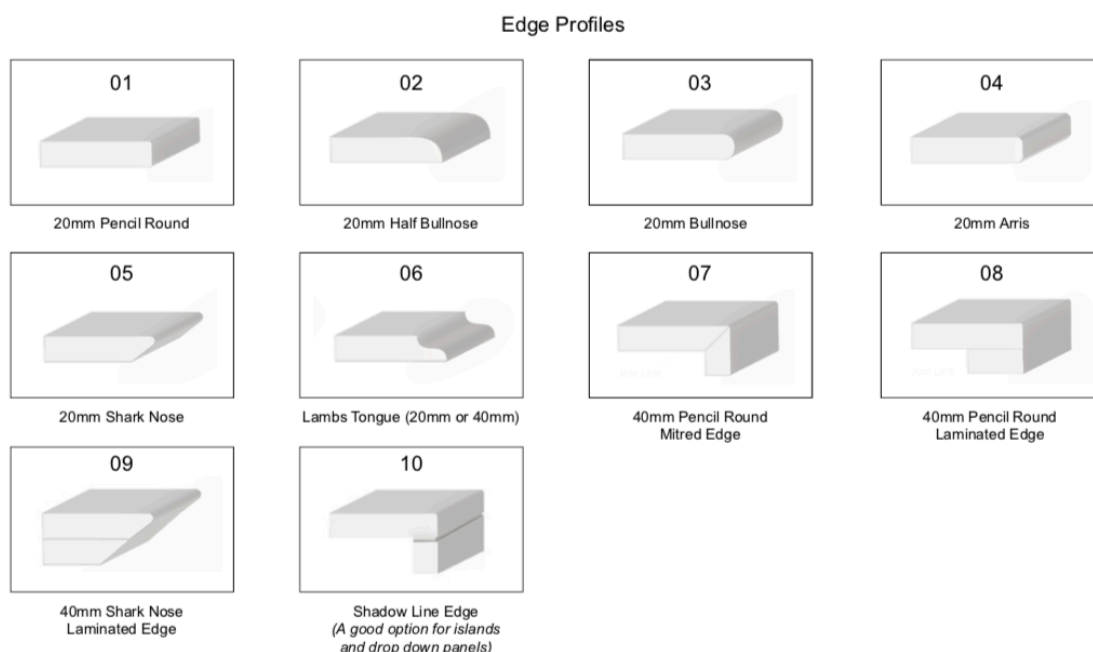 Edge Profiles
01
02
03
04
20mm Pencil Round
20mm Half Bullnose
20mm Bullnose
20mm Arris
05
06
07
08
20mm Shark Nose
Lambs Tongue (20mm or 40mm)
40mm Pencil Round
Mitred Edge
40mm Pencil Round
Laminated Edge
09
10
40mm Shark Nose
Laminated Edge
Shadow Line Edge
(A good option for islands
and drop down panels)